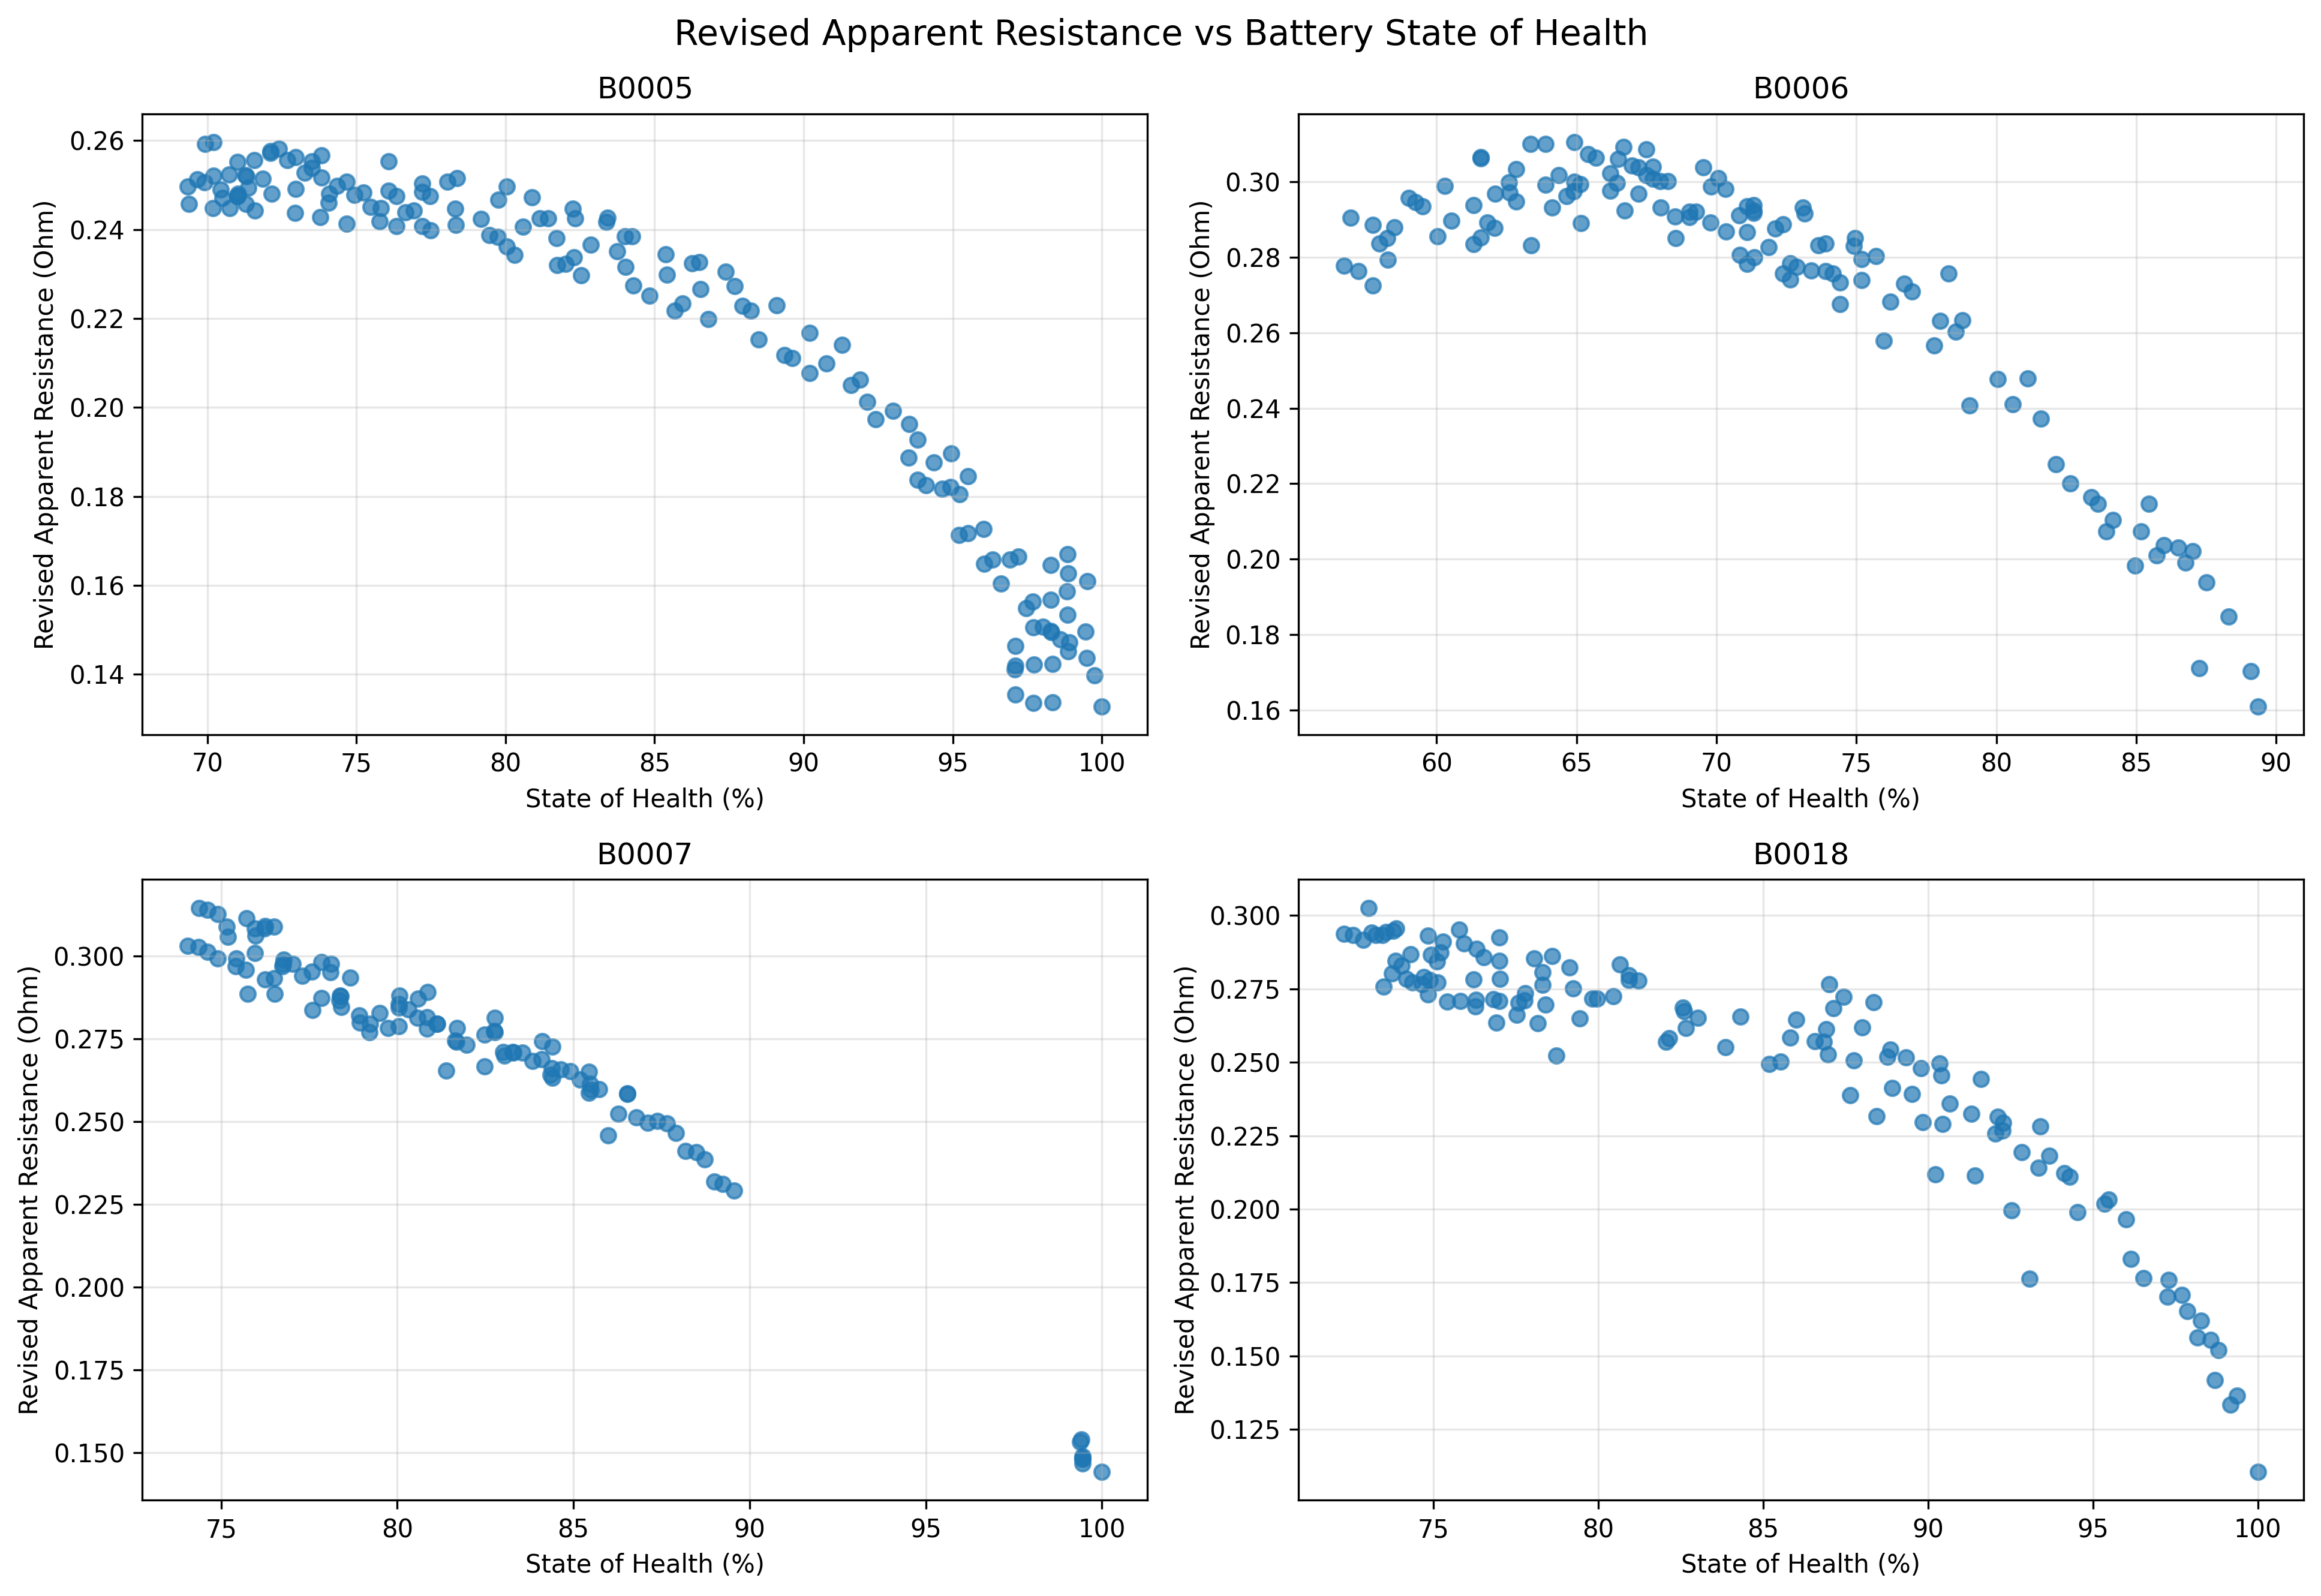 Revised Apparent Resistance vs Battery State of Health
B0005
Revised Apparent Resistance (Ohm)
0.26
0.24
0.22
0.20
0.18
0.16
0.14
70 75 80 85 90 95 100
State of Health (%)
B0006
Revised Apparent Resistance (Ohm)
0.30
0.28
0.26
0.24
0.22
0.20
0.18
0.16
60 65 70 75 80 85 90
State of Health (%)
B0007
Revised Apparent Resistance (Ohm)
0.300
0.275
0.250
0.225
0.200
0.175
0.150
75 80 85 90 95 100
State of Health (%)
B0018
Revised Apparent Resistance (Ohm)
0.300
0.275
0.250
0.225
0.200
0.175
0.150
0.125
75 80 85 90 95 100
State of Health (%)